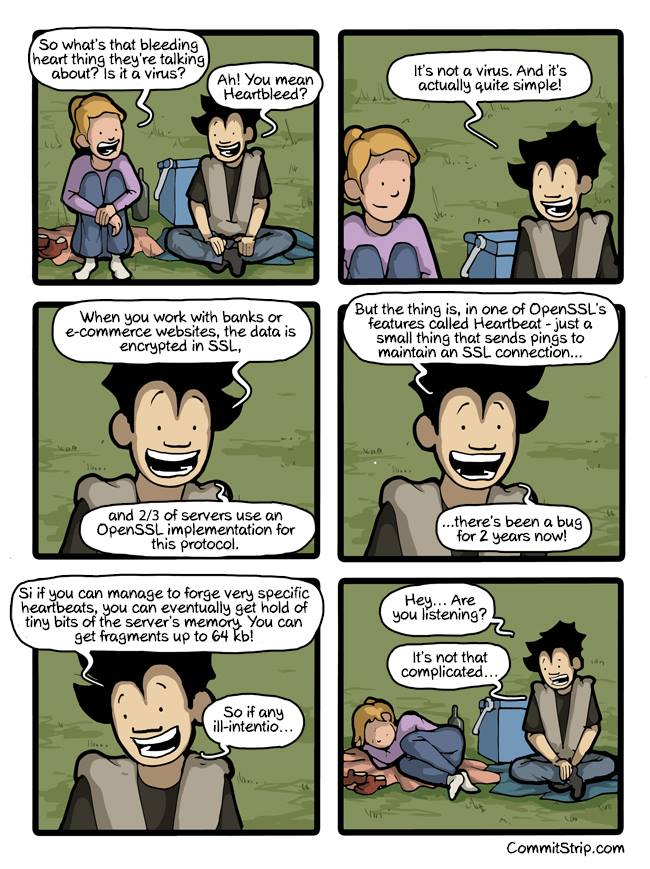 So what's that bleeding
heart thing they're talking
about? Is it a virus?
Ah! You mean
Heartbleed?
It's not a virus. And it's
actually quite simple!
When you work with banks or
e-commerce websites, the data is
encrypted in SSL,
and 2/3 of servers use an
OpenSSL implementation for
this protocol.
But the thing is, in one of OpenSSL's
features called Heartbeat - just a
small thing that sends pings to
maintain an SSL connection...
...there's been a bug
for 2 years now!
Si if you can manage to forge very specific
heartbeats, you can eventually get hold of
tiny bits of the server's memory. You can
get fragments up to 64 kb!
So if any
ill-intentio...
Hey... Are
you listening?
It's not that
complicated...
CommitStrip.com